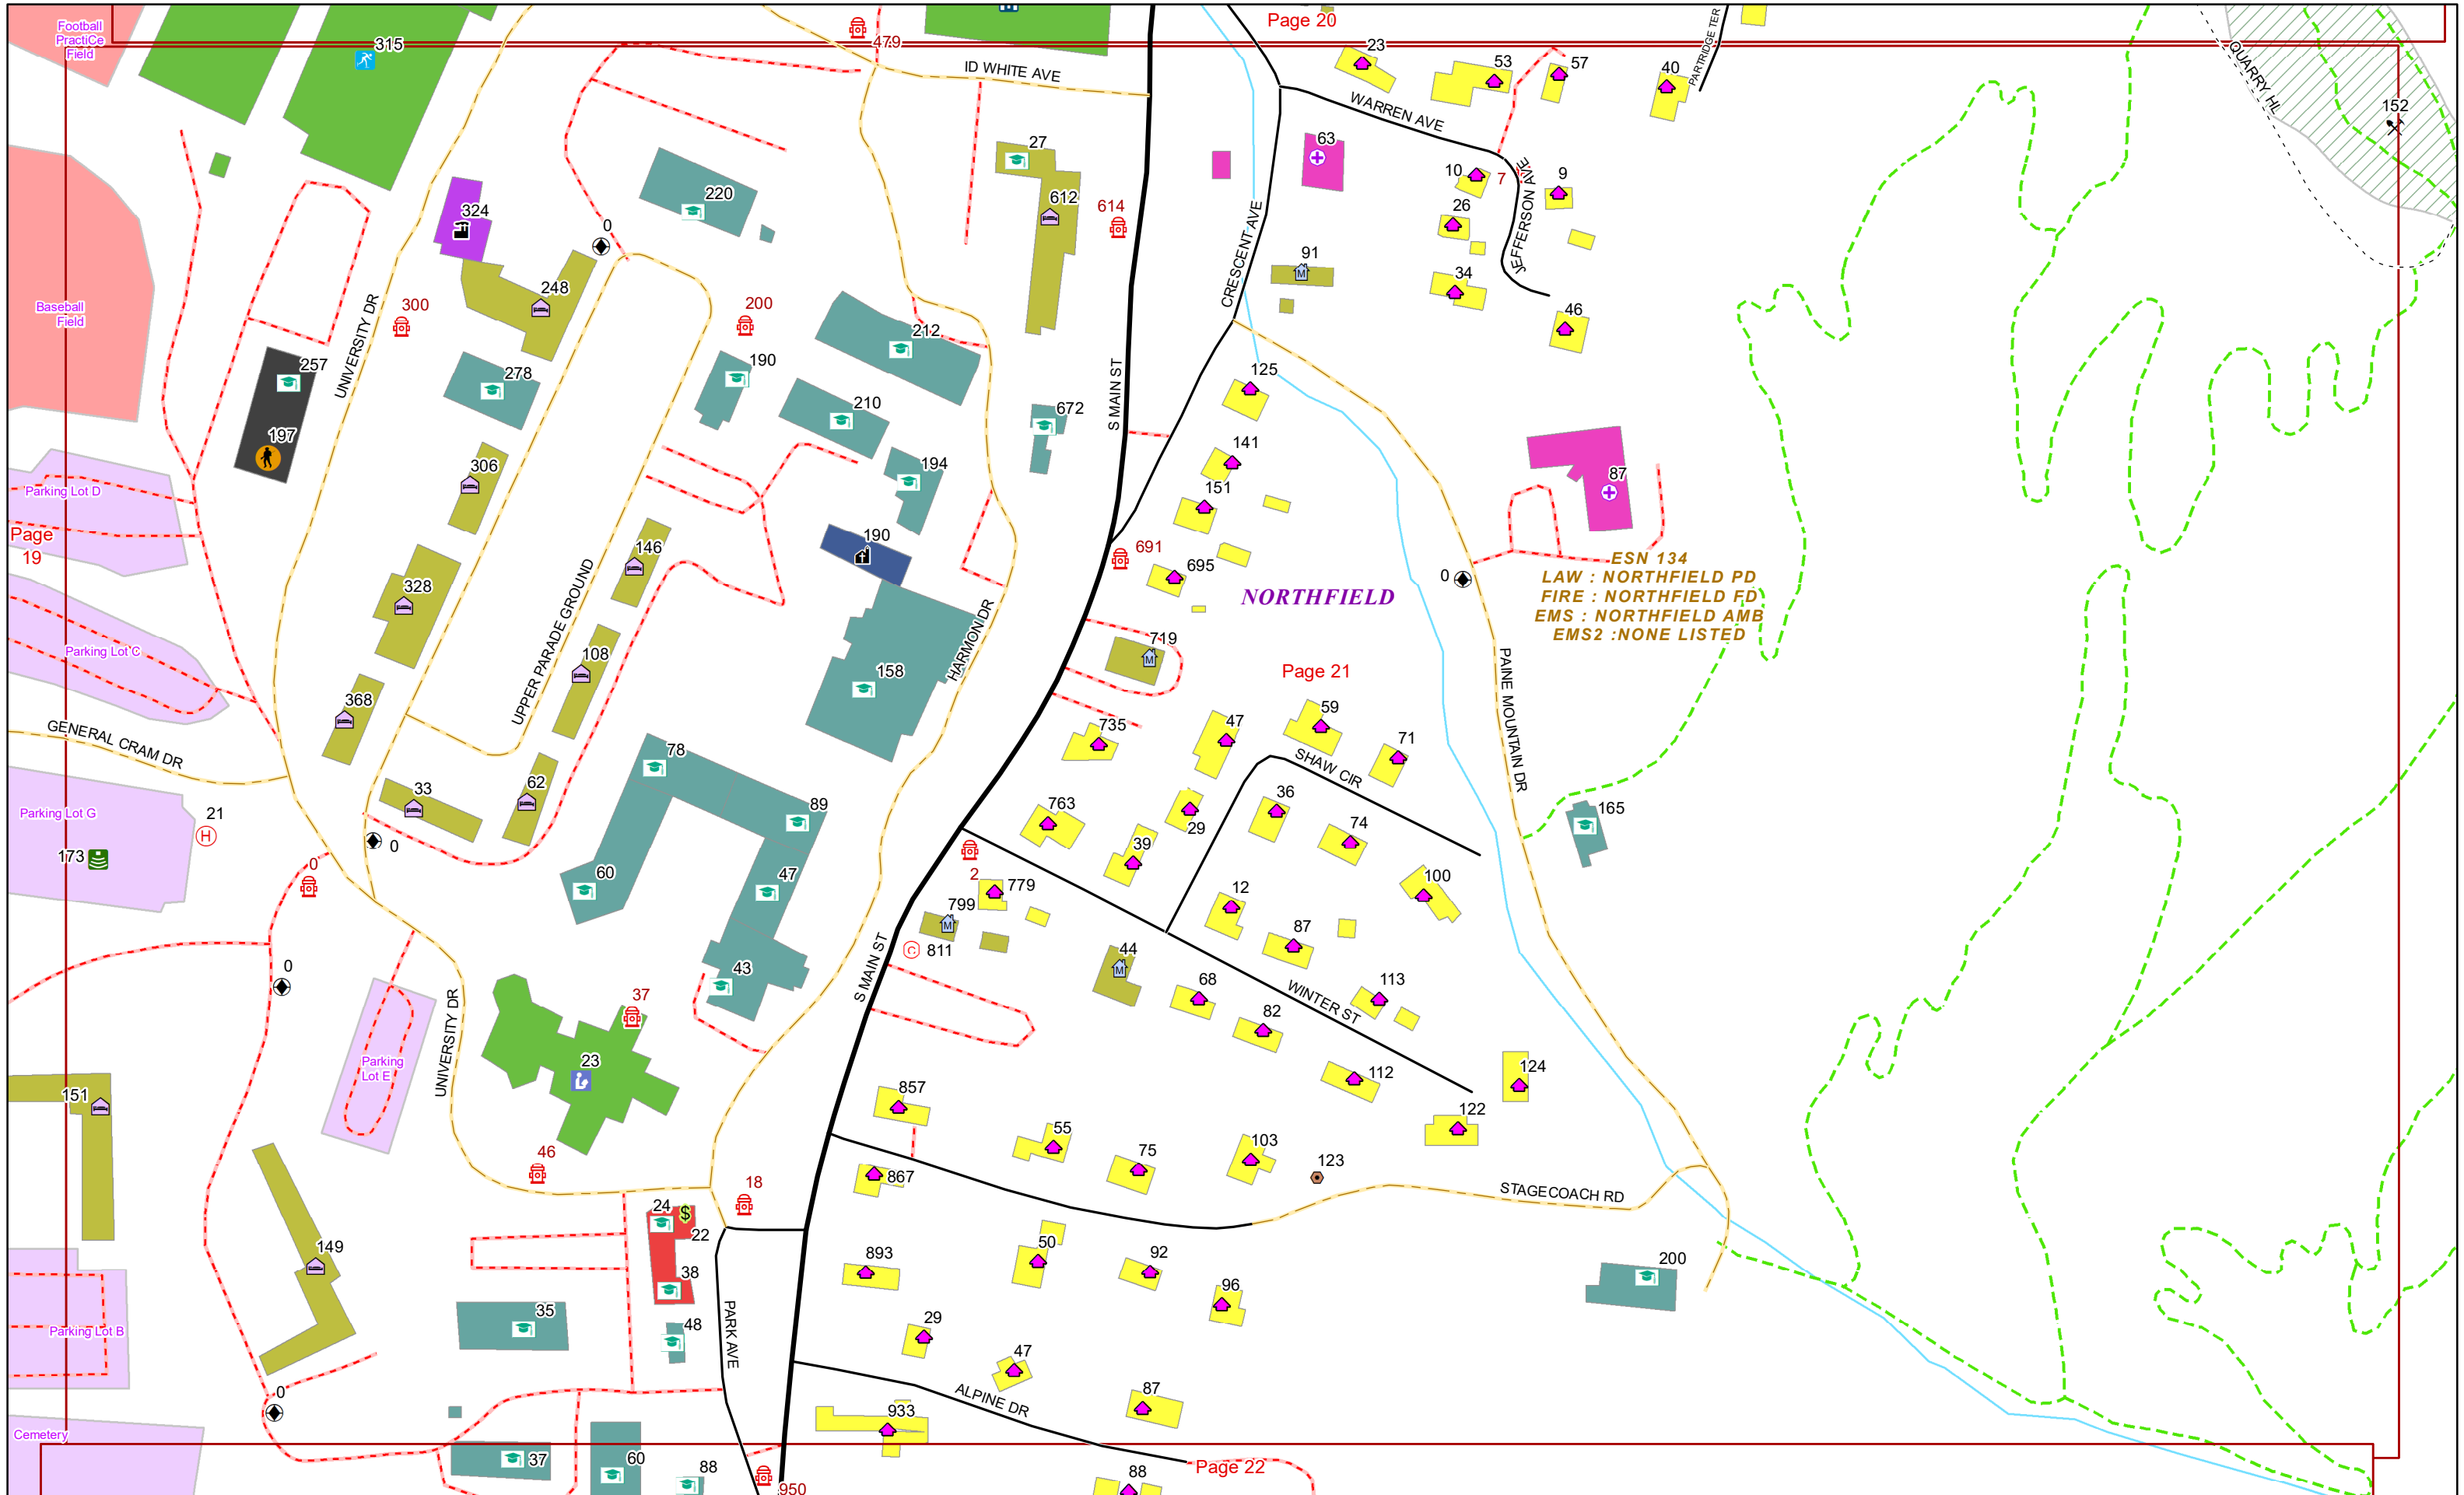 Page 20
Football
PractiCe
Field
315
479
ID WHITE AVE
23
53
57
40
PARTRIDGE TER
QUARRY HL
152
WARREN AVE
63
27
10
7
9
JEFFERSON AVE
220
324
612
614
26
0
CRESCENT AVE
91
34
248
300
200
46
Baseball
Field
UNIVERSITY DR
212
257
278
190
210
672
S MAIN ST
125
197
306
194
141
87
'Parking Lot D
151
Page
19
190
146
691
695
ESN 134
LAW : NORTHFIELD PD
FIRE : NORTHFIELD FD
EMS : NORTHFIELD AMB
EMS2 :NONE LISTED
0
NORTHFIELD
328
UPPER PARADE GROUND
HARMON DR
719
Parking Lot C
108
158
Page 21
PAINE MOUNTAIN DR
368
GENERAL CRAM DR
735
47
59
71
SHAW CIR
78
33
62
89
763
29
36
74
165
Parking Lot G
21
173
0
39
0
2
779
60
47
12
100
799
811
87
S MAIN ST
44
0
43
68
113
WINTER ST
82
UNIVERSITY DR
37
23
Parking
Lot E
112
124
151
857
122
55
75
103
123
46
867
18
STAGECOACH RD
24
22
149
893
50
92
96
200
38
35
48
PARK AVE
29
47
Parking Lot B
0
87
ALPINE DR
933
Cemetery
37
60
88
950
88
Page 22